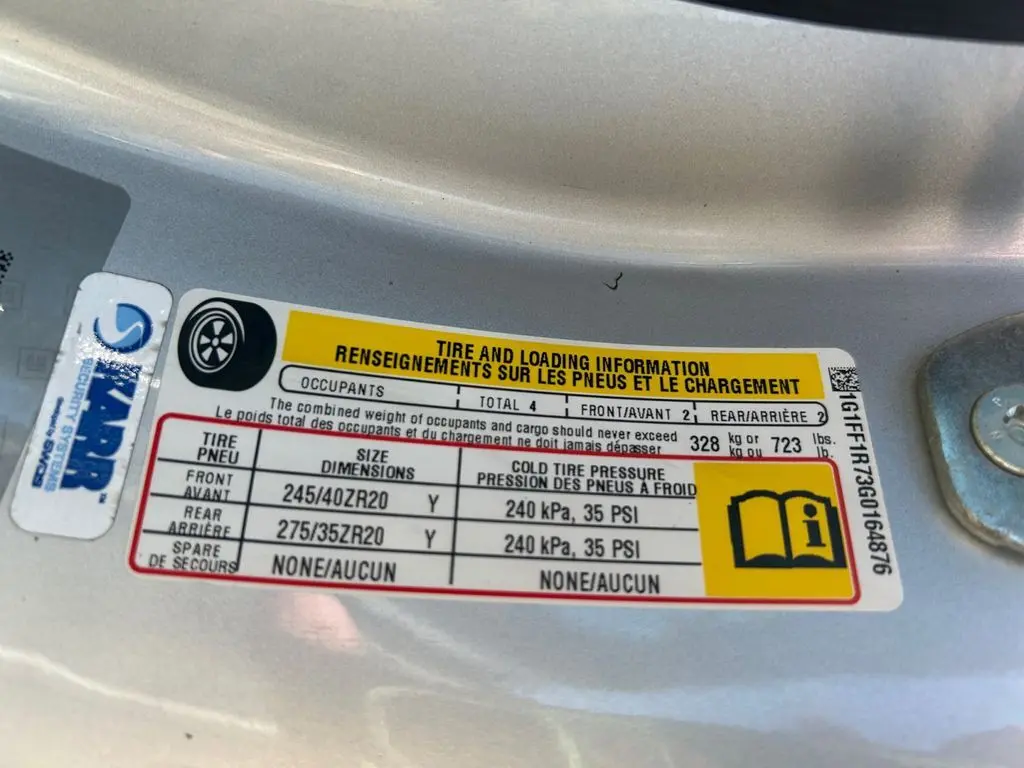 TIRE AND LOADING INFORMATION
RENSEIGNEMENTS SUR LES PNEUS ET LE CHARGEMENT
OCCUPANTS TOTAL 4 FRONT/AVANT 2 REAR/ARRIÈRE 2
The combined weight of occupants and cargo should never exceed 328 kg or 723 lbs.
Le poids total des occupants et du chargement ne doit jamais dépasser kg ou lb.
TIRE SIZE COLD TIRE PRESSURE
PNEU DIMENSIONS PRESSION DES PNEUS À FROID
FRONT
AVANT 245/40ZR20 Y 240 kPa, 35 PSI
REAR
ARRIÈRE 275/35ZR20 Y 240 kPa, 35 PSI
SPARE
DE SECOURS NONE/AUCUN NONE/AUCUN
1G1FF1R73G0164876
KARR™
SECURITY SYSTEMS